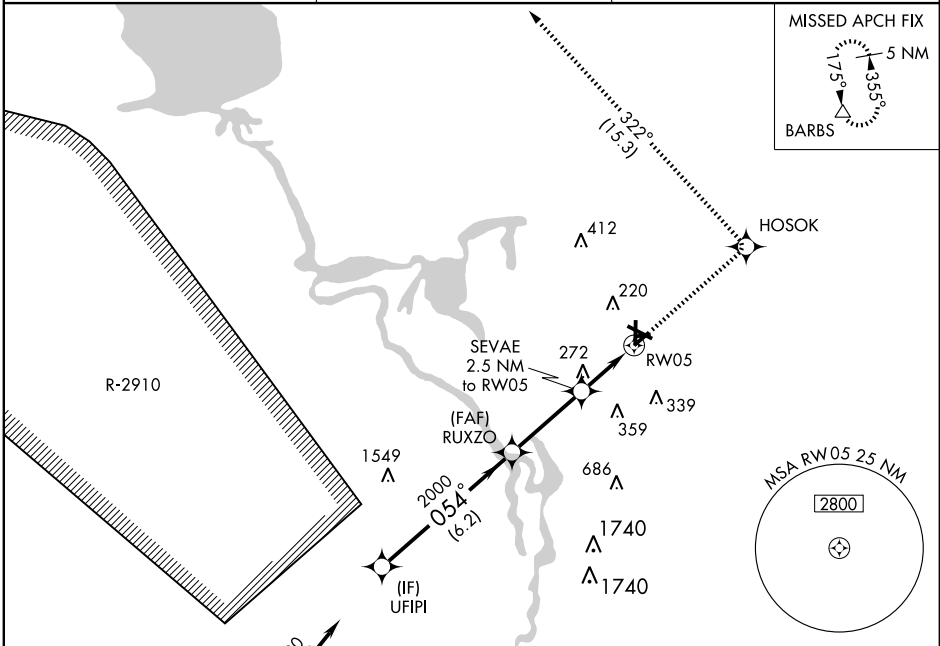 MISSED APCH FIX
5 NM
175°
355°
BARBS
322°
(15.3)
HOSOK
412
220
SEVAE
2.5 NM
to RW05
272
RW05
R-2910
339
359
(FAF)
RUXZO
1549
686
2000
054°
(6.2)
1740
1740
(IF)
UFIPI
MSA RW05 25 NM
2800